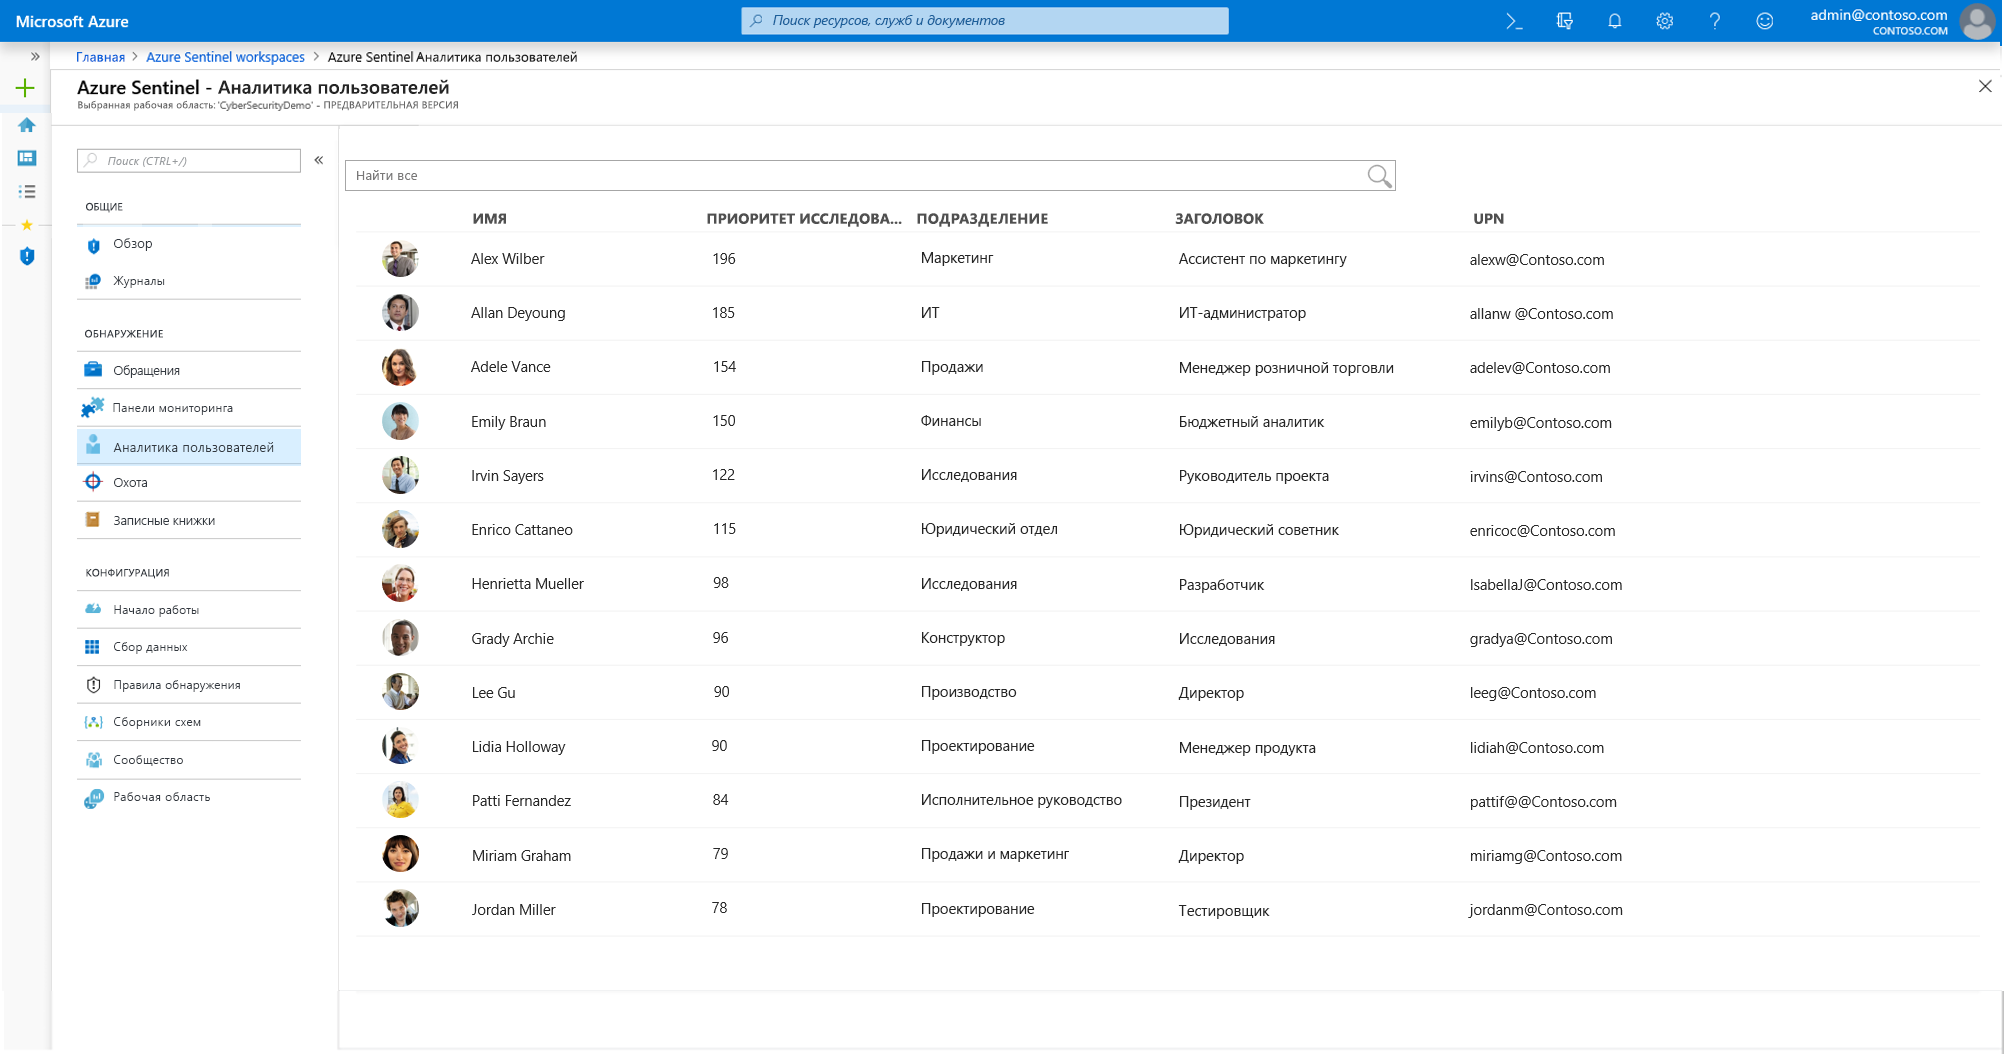 Microsoft Azure
Поиск ресурсов, служб и документов
admin@contoso.com
CONTOSO.COM
Главная > Azure Sentinel workspaces > Azure Sentinel Аналитика пользователей
Azure Sentinel - Аналитика пользователей
Выбранная рабочая область: 'CyberSecurityDemo' - ПРЕДВАРИТЕЛЬНАЯ ВЕРСИЯ
Поиск (CTRL+/)
ОБЩИЕ
Обзор
Журналы
ОБНАРУЖЕНИЕ
Обращения
Панели мониторинга
Аналитика пользователей
Охота
Записные книжки
КОНФИГУРАЦИЯ
Начало работы
Сбор данных
Правила обнаружения
Сборники схем
Сообщество
Рабочая область
Найти все
ИМЯ ПРИОРИТЕТ ИССЛЕДОВА... ПОДРАЗДЕЛЕНИЕ ЗАГОЛОВОК UPN
Alex Wilber 196 Маркетинг Ассистент по маркетингу alexw@Contoso.com
Allan Deyoung 185 ИТ ИТ-администратор allanw @Contoso.com
Adele Vance 154 Продажи Менеджер розничной торговли adelev@Contoso.com
Emily Braun 150 Финансы Бюджетный аналитик emilyb@Contoso.com
Irvin Sayers 122 Исследования Руководитель проекта irvins@Contoso.com
Enrico Cattaneo 115 Юридический отдел Юридический советник enricoc@Contoso.com
Henrietta Mueller 98 Исследования Разработчик IsabellaJ@Contoso.com
Grady Archie 96 Конструктор Исследования gradya@Contoso.com
Lee Gu 90 Производство Директор leeg@Contoso.com
Lidia Holloway 90 Проектирование Менеджер продукта lidiah@Contoso.com
Patti Fernandez 84 Исполнительное руководство Президент pattif@@Contoso.com
Miriam Graham 79 Продажи и маркетинг Директор miriamg@Contoso.com
Jordan Miller 78 Проектирование Тестировщик jordanm@Contoso.com